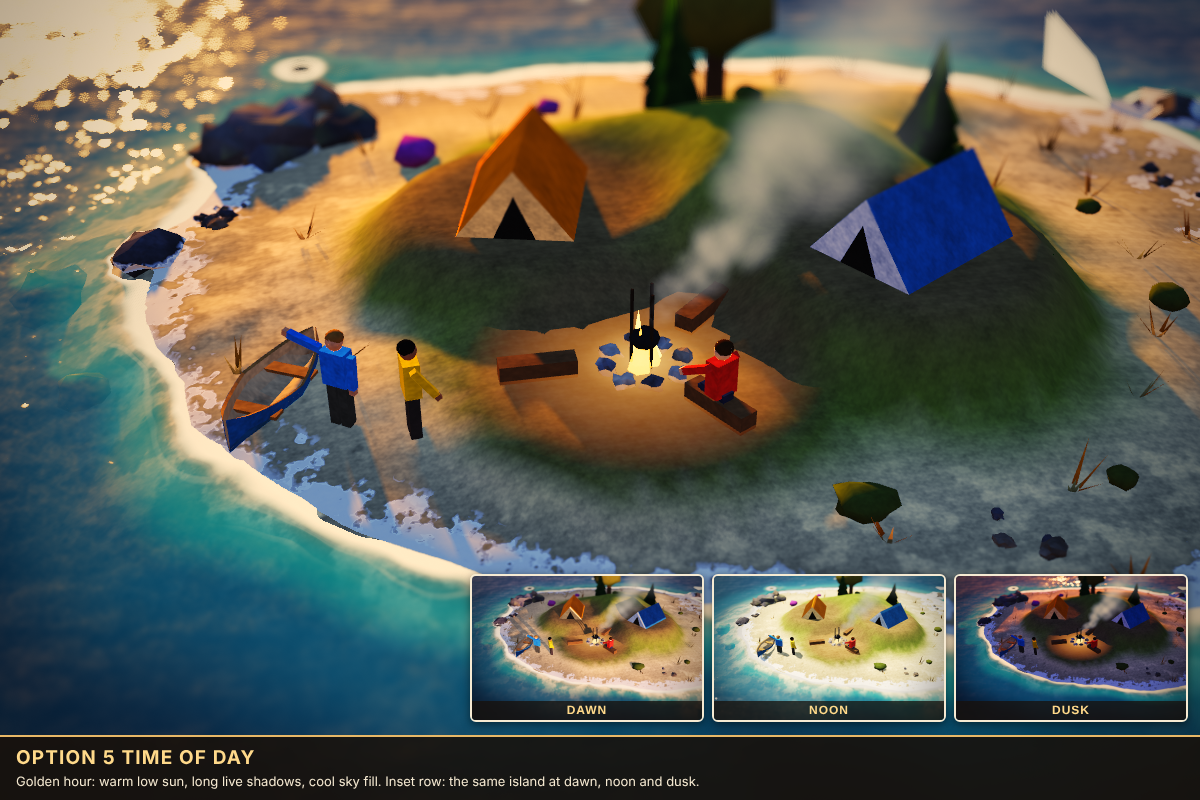 DAWN
NOON
DUSK
OPTION 5 TIME OF DAY
Golden hour: warm low sun, long live shadows, cool sky fill. Inset row: the same island at dawn, noon and dusk.